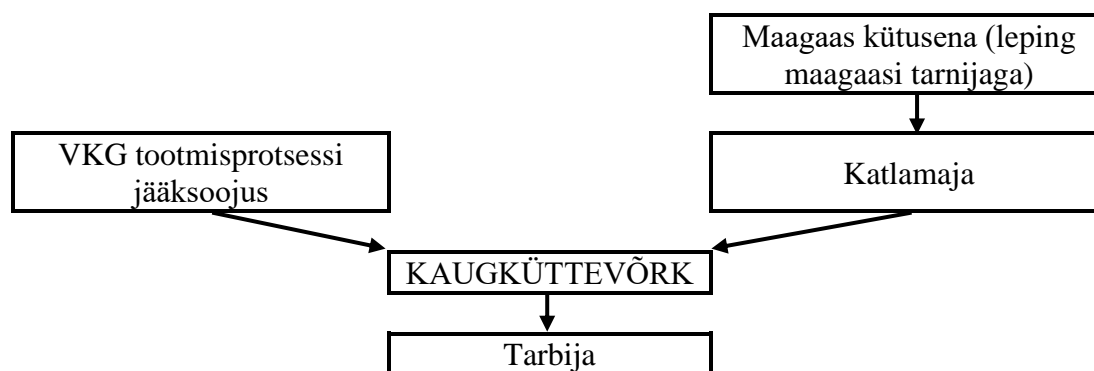 Maagaas kütusena (leping
maagaasi tarnijaga)
VKG tootmisprotsessi
jääksoojus
Katlamaja
KAUGKÜTTEVÕRK
Tarbija